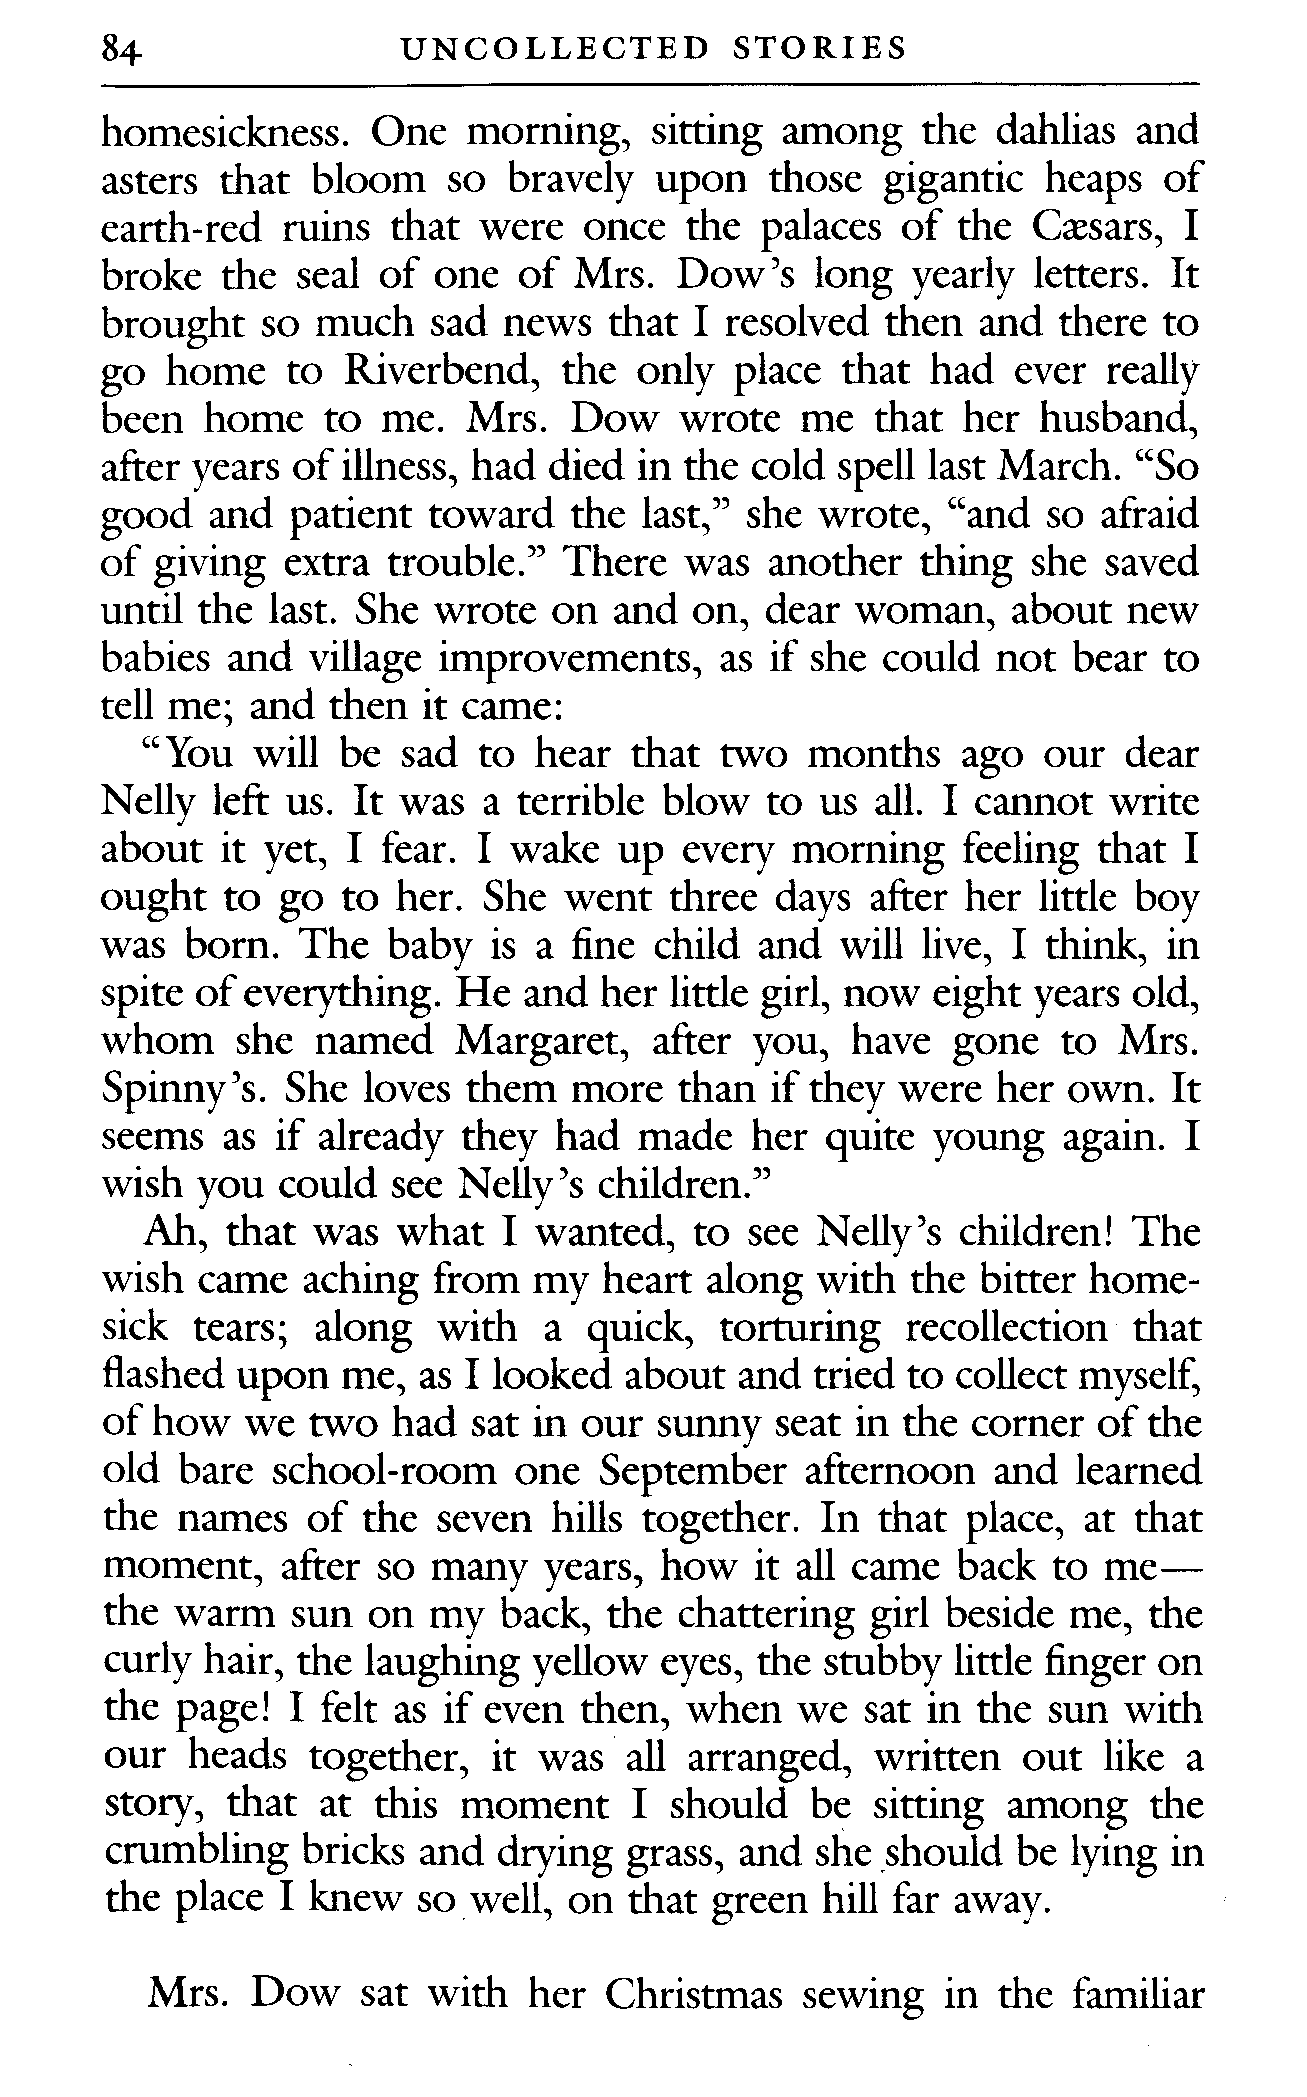 84 UNCOLLECTED STORIES
homesickness. One morning, sitting among the dahlias and
asters that bloom so bravely upon those gigantic heaps of
earth-red ruins that were once the palaces of the Cæsars, I
broke the seal of one of Mrs. Dow's long yearly letters. It
brought so much sad news that I resolved then and there to
go home to Riverbend, the only place that had ever really
been home to me. Mrs. Dow wrote me that her husband,
after years of illness, had died in the cold spell last March. “So
good and patient toward the last,” she wrote, “and so afraid
of giving extra trouble.” There was another thing she saved
until the last. She wrote on and on, dear woman, about new
babies and village improvements, as if she could not bear to
tell me; and then it came:
“You will be sad to hear that two months ago our dear
Nelly left us. It was a terrible blow to us all. I cannot write
about it yet, I fear. I wake up every morning feeling that I
ought to go to her. She went three days after her little boy
was born. The baby is a fine child and will live, I think, in
spite of everything. He and her little girl, now eight years old,
whom she named Margaret, after you, have gone to Mrs.
Spinny's. She loves them more than if they were her own. It
seems as if already they had made her quite young again. I
wish you could see Nelly's children.”
Ah, that was what I wanted, to see Nelly's children! The
wish came aching from my heart along with the bitter home-
sick tears; along with a quick, torturing recollection that
flashed upon me, as I looked about and tried to collect myself,
of how we two had sat in our sunny seat in the corner of the
old bare school-room one September afternoon and learned
the names of the seven hills together. In that place, at that
moment, after so many years, how it all came back to me—
the warm sun on my back, the chattering girl beside me, the
curly hair, the laughing yellow eyes, the stubby little finger on
the page! I felt as if even then, when we sat in the sun with
our heads together, it was all arranged, written out like a
story, that at this moment I should be sitting among the
crumbling bricks and drying grass, and she should be lying in
the place I knew so well, on that green hill far away.
Mrs. Dow sat with her Christmas sewing in the familiar